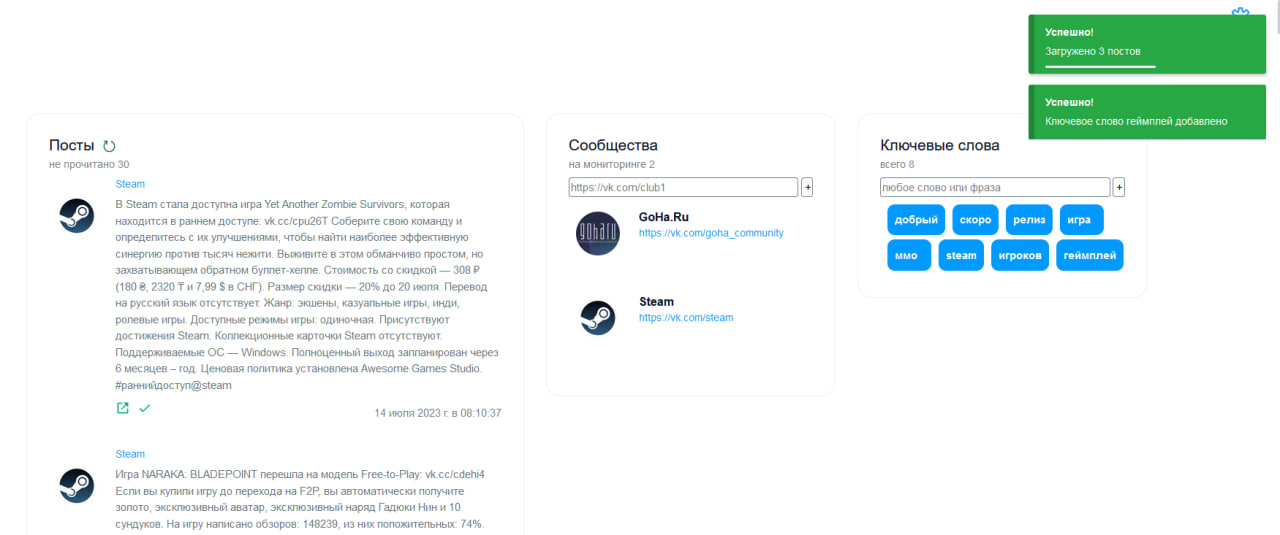 Успешно!
Загружено 3 постов
Успешно!
Ключевое слово геймплей добавлено
Посты
не прочитано 30
Steam
В Steam стала доступна игра Yet Another Zombie Survivors, которая
находится в раннем доступе: vk.cc/cpu26T Соберите свою команду и
определитесь с их улучшениями, чтобы найти наиболее эффективную
синергию против тысяч нежити. Выживите в этом обманчиво простом, но
захватывающем обратном буллет-хелле. Стоимость со скидкой — 308 ₽
(180 ₴, 2320 ₸ и 7,99 $ в СНГ). Размер скидки — 20% до 20 июля. Перевод
на русский язык отсутствует. Жанр: экшены, казуальные игры, инди,
ролевые игры. Доступные режимы игры: одиночная. Присутствуют
достижения Steam. Коллекционные карточки Steam отсутствуют.
Поддерживаемые ОС — Windows. Полноценный выход запланирован через
6 месяцев – год. Ценовая политика установлена Awesome Games Studio.
#раннийдоступ@steam
14 июля 2023 г. в 08:10:37
Steam
Игра NARAKA: BLADEPOINT перешла на модель Free-to-Play: vk.cc/cdehi4
Если вы купили игру до перехода на F2P, вы автоматически получите
золото, эксклюзивный аватар, эксклюзивный наряд Гадюки Нин и 10
сундуков. На игру написано обзоров: 148239, из них положительных: 74%.
Сообщества
на мониторинге 2
https://vk.com/club1 +
goharu
GoHa.Ru
https://vk.com/goha_community
Steam
https://vk.com/steam
Ключевые слова
всего 8
любое слово или фраза +
добрый скоро релиз игра
ммо steam игроков геймплей